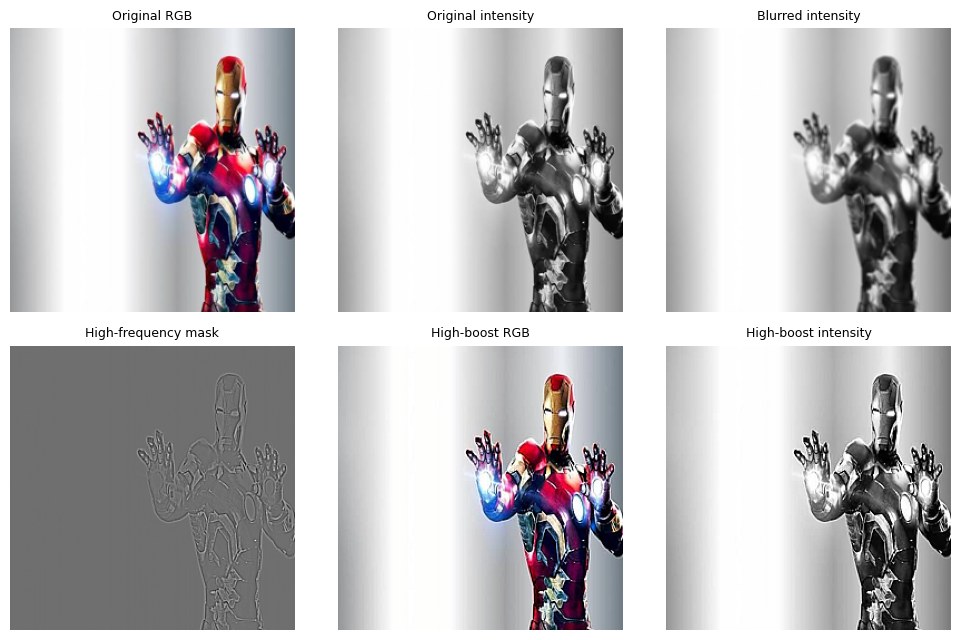 Original RGB
Original intensity
Blurred intensity
High-frequency mask
High-boost RGB
High-boost intensity